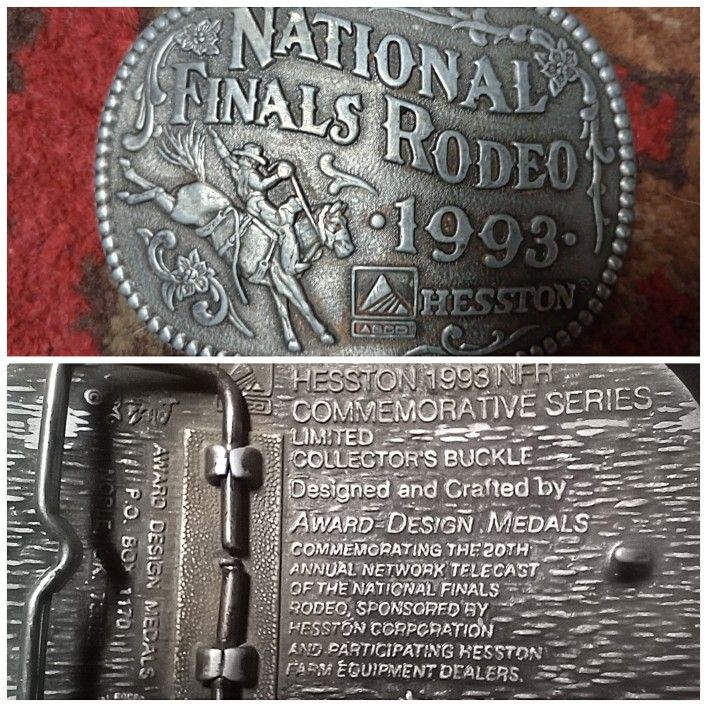 NATIONAL
FINALS RODEO
·1993·
HESSTON®
AGCO
HESSTON 1993 NFR
COMMEMORATIVE SERIES
LIMITED
COLLECTOR'S BUCKLE
Designed and Crafted by
AWARD DESIGN MEDALS
COMMEMORATING THE 20TH
ANNUAL NETWORK TELECAST
OF THE NATIONAL FINALS
RODEO, SPONSORED BY
HESSTON CORPORATION
AND PARTICIPATING HESSTON
FARM EQUIPMENT DEALERS.
©
AWARD DESIGN MEDALS
P.O. BOX 1170
NOBLE